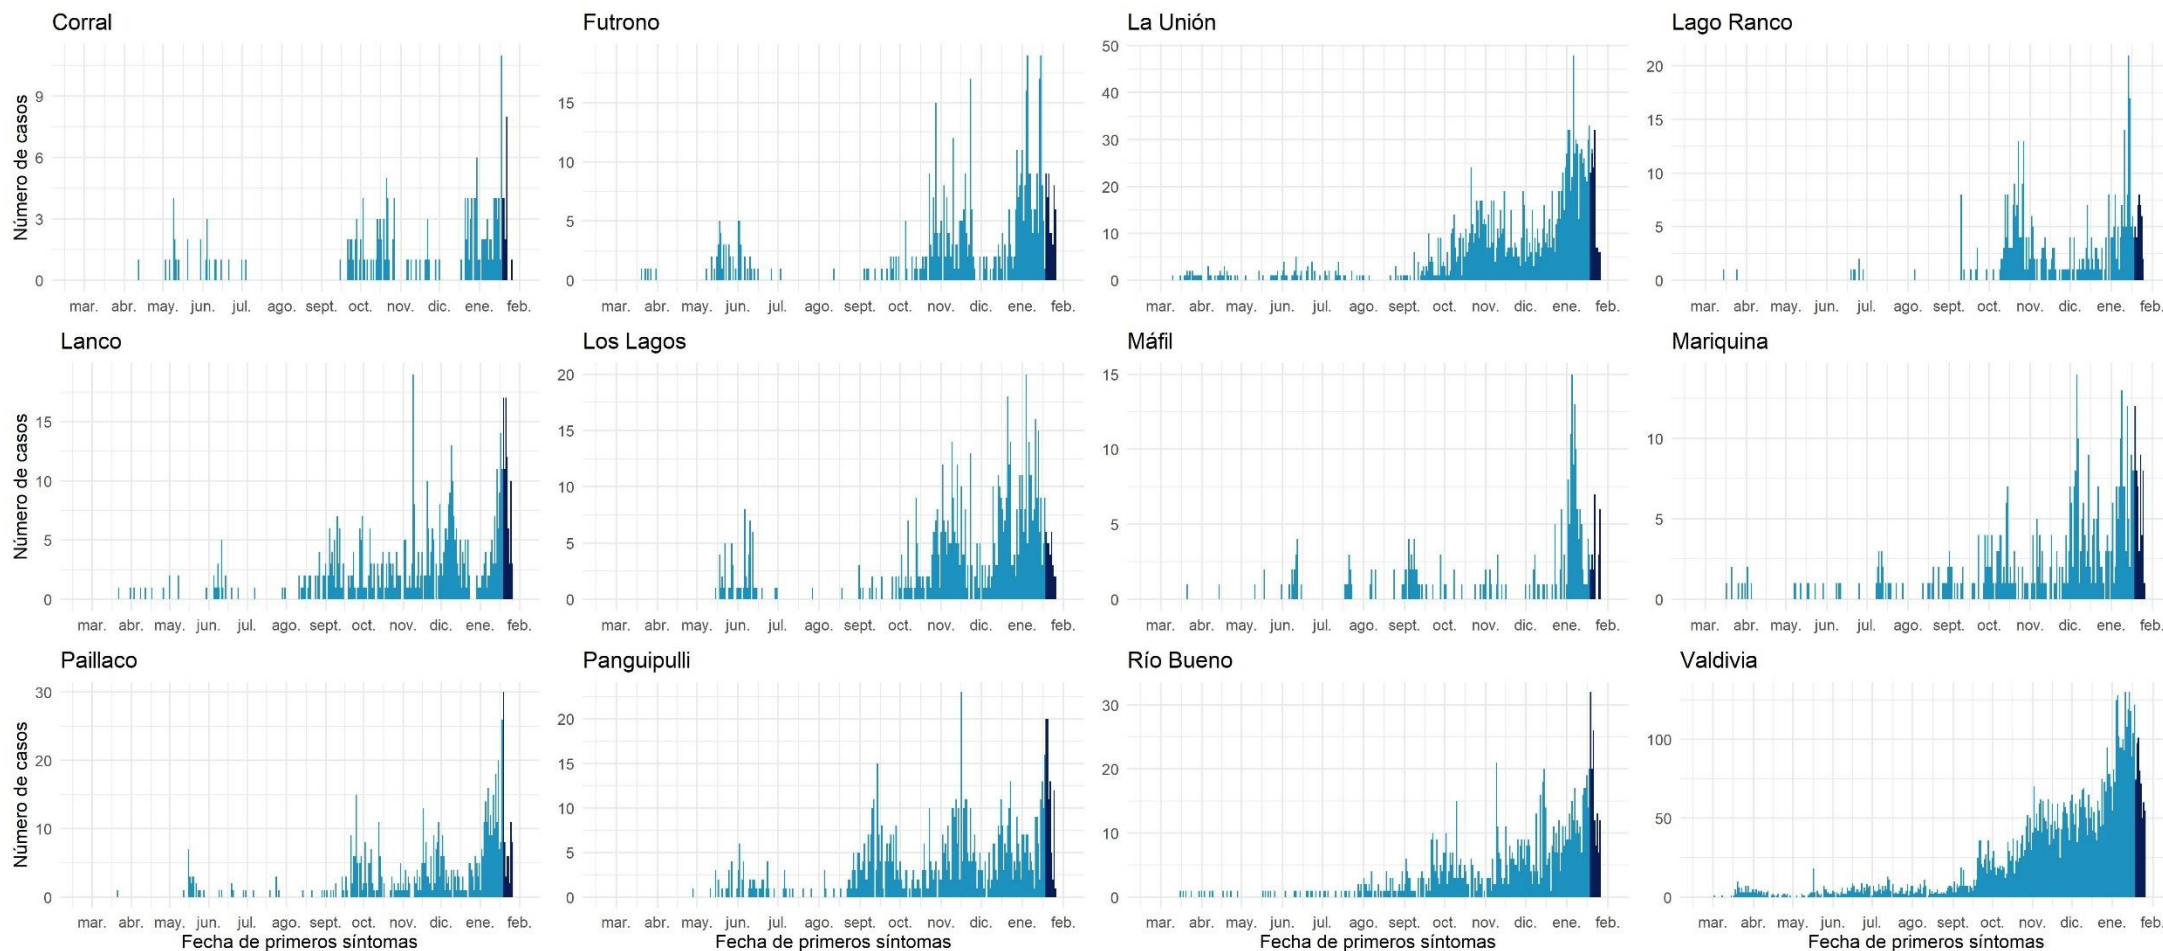 Corral
Futrono
La Unión
Lago Ranco
Número de casos
9
6
3
0
15
10
5
0
50
40
30
20
10
0
20
15
10
5
0
mar. abr. may. jun. jul. ago. sept. oct. nov. dic. ene. feb.
mar. abr. may. jun. jul. ago. sept. oct. nov. dic. ene. feb.
mar. abr. may. jun. jul. ago. sept. oct. nov. dic. ene. feb.
mar. abr. may. jun. jul. ago. sept. oct. nov. dic. ene. feb.
Lanco
Los Lagos
Máfil
Mariquina
Número de casos
15
10
5
0
20
15
10
5
0
15
10
5
0
10
5
0
mar. abr. may. jun. jul. ago. sept. oct. nov. dic. ene. feb.
mar. abr. may. jun. jul. ago. sept. oct. nov. dic. ene. feb.
mar. abr. may. jun. jul. ago. sept. oct. nov. dic. ene. feb.
mar. abr. may. jun. jul. ago. sept. oct. nov. dic. ene. feb.
Paillaco
Panguipulli
Río Bueno
Valdivia
Número de casos
30
20
10
0
20
15
10
5
0
30
20
10
0
100
50
0
mar. abr. may. jun. jul. ago. sept. oct. nov. dic. ene. feb.
mar. abr. may. jun. jul. ago. sept. oct. nov. dic. ene. feb.
mar. abr. may. jun. jul. ago. sept. oct. nov. dic. ene. feb.
mar. abr. may. jun. jul. ago. sept. oct. nov. dic. ene. feb.
Fecha de primeros síntomas
Fecha de primeros síntomas
Fecha de primeros síntomas
Fecha de primeros síntomas